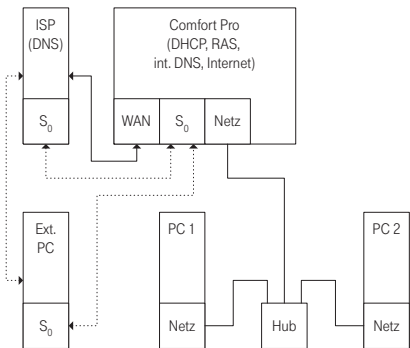 ISP
(DNS)
Comfort Pro
(DHCP, RAS,
int. DNS, Internet)
S0
WAN
S0
Netz
Ext.
PC
PC 1
PC 2
S0
Netz
Hub
Netz